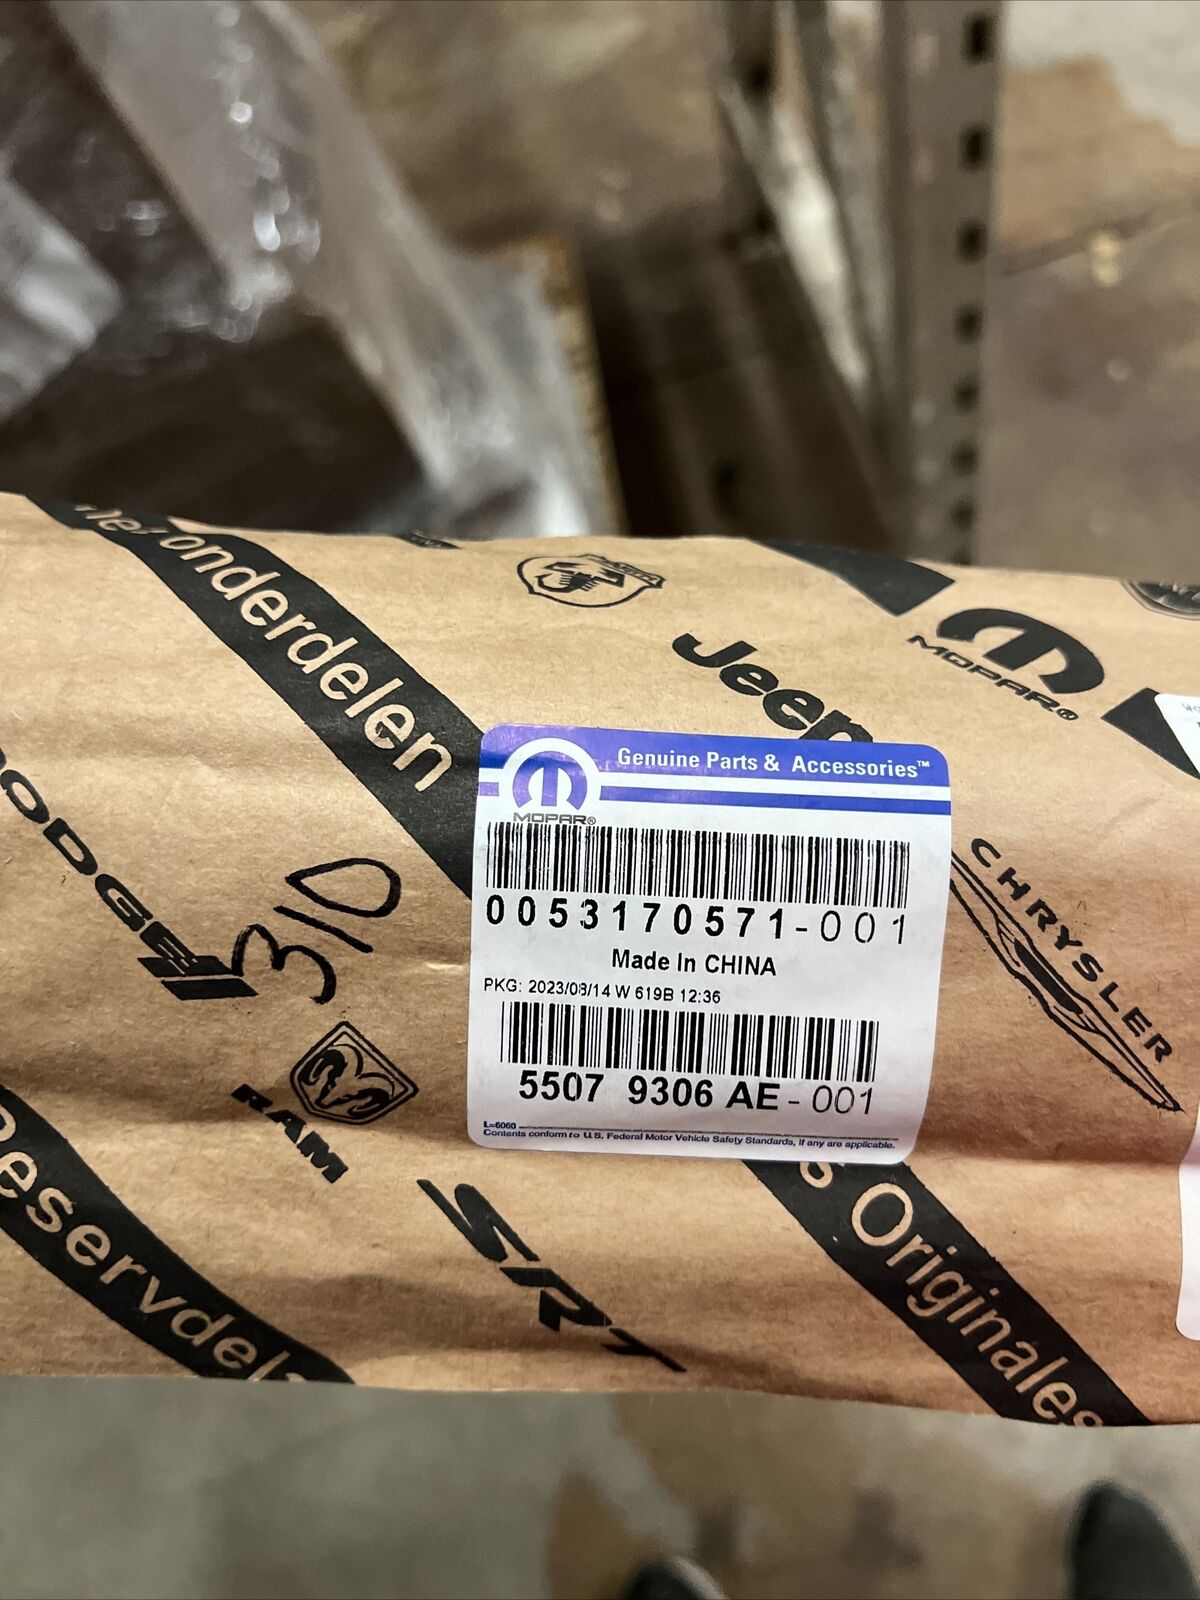 onderdelen
Jeep
MOPAR®
Genuine Parts & Accessories™
MOPAR®
0053170571-001
Made In CHINA
PKG: 2023/08/14 W 619B 12:36
5507 9306 AE-001
L=6060
Contents conform to U.S. Federal Motor Vehicle Safety Standards, if any are applicable.
CHRYSLER
DODGE
310
RAM
SRT
Reservdel
s Originales